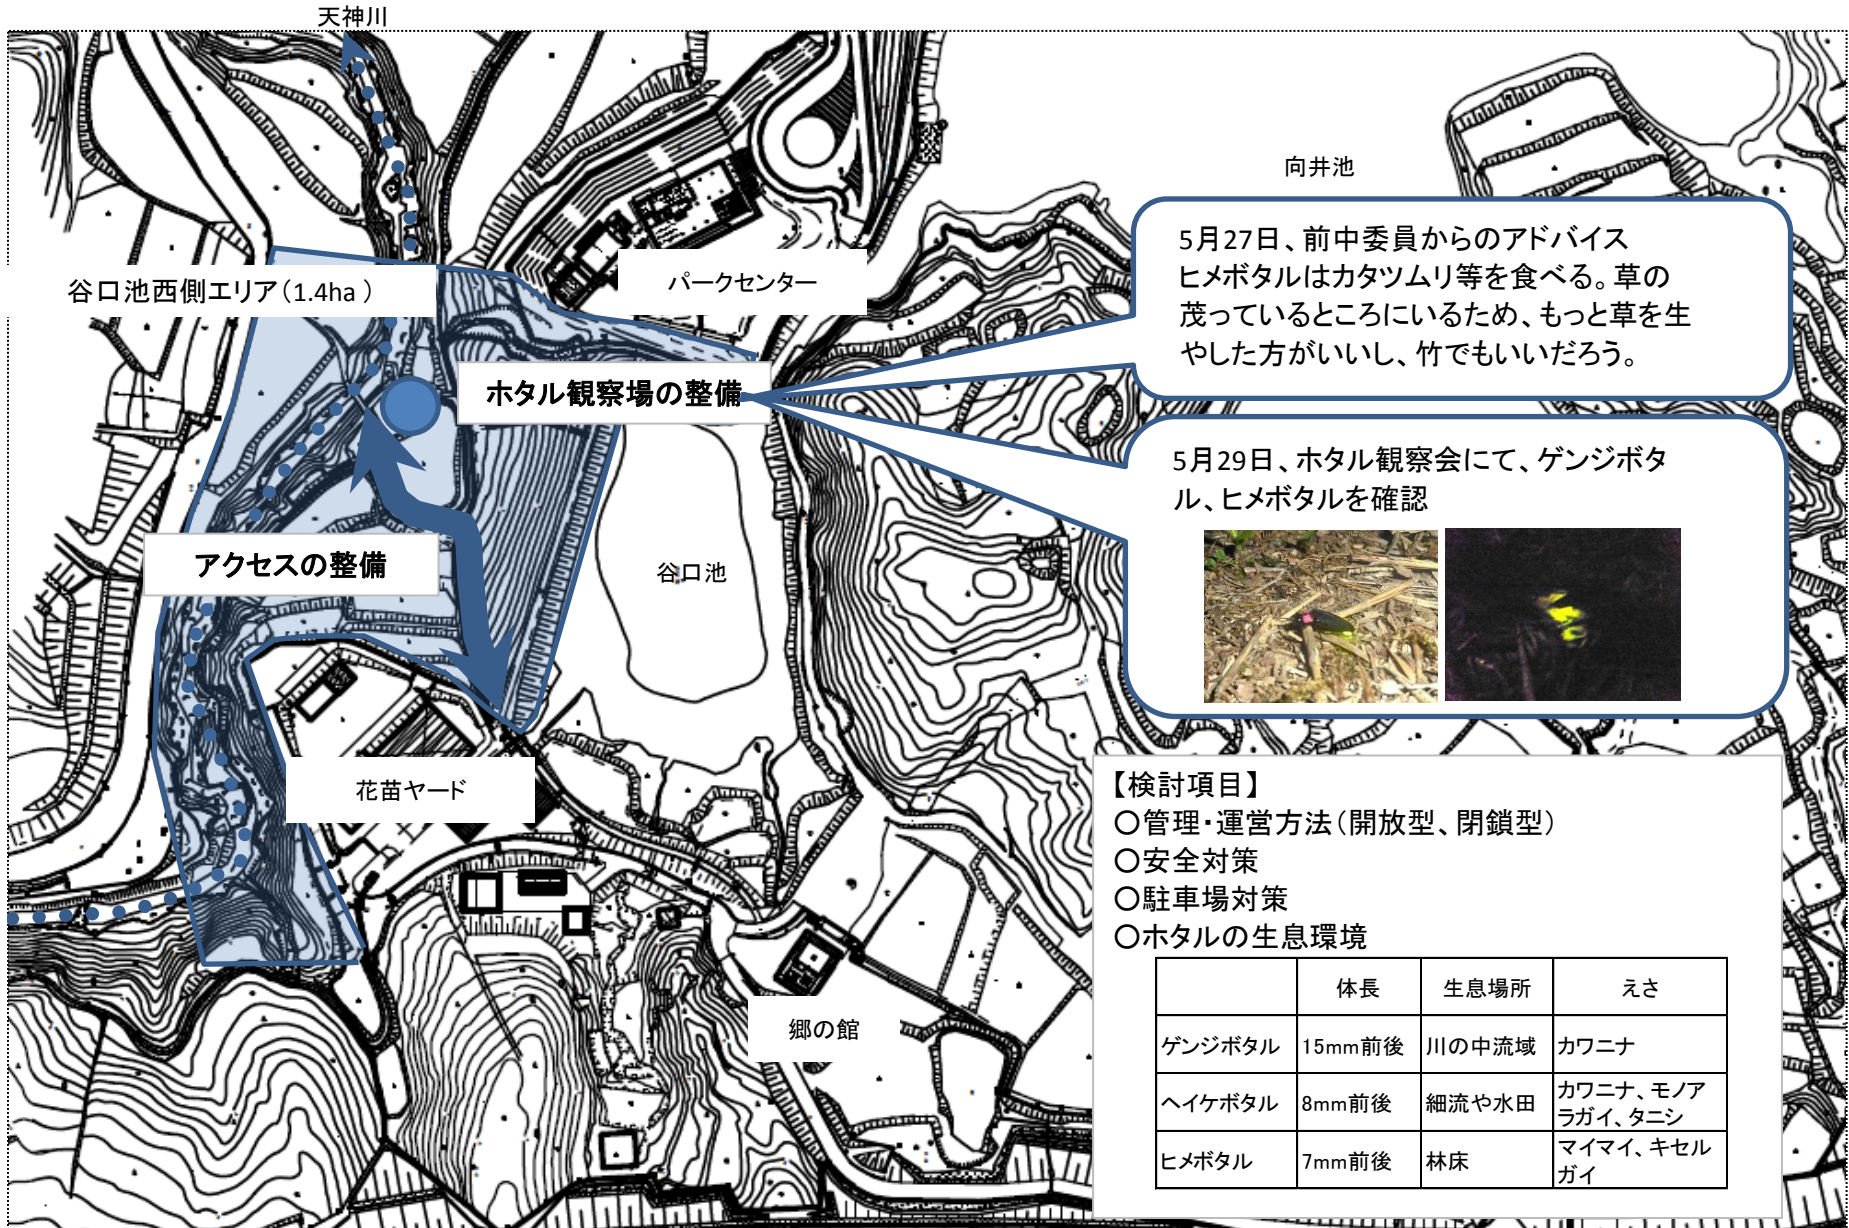 天神川
向井池
谷口池西側エリア（1.4ha ）
パークセンター
5月27日、前中委員からのアドバイス
ヒメボタルはカタツムリ等を食べる。草の
茂っているところにいるため、もっと草を生
やした方がいいし、竹でもいいだろう。
ホタル観察場の整備
5月29日、ホタル観察会にて、ゲンジボタ
ル、ヒメボタルを確認
アクセスの整備
谷口池
花苗ヤード
郷の館
【検討項目】
○管理・運営方法（開放型、閉鎖型）
○安全対策
○駐車場対策
○ホタルの生息環境
体長 生息場所 えさ
ゲンジボタル 15mm前後 川の中流域 カワニナ
ヘイケボタル 8mm前後 細流や水田 カワニナ、モノア
ラガイ、タニシ
ヒメボタル 7mm前後 林床 マイマイ、キセル
ガイ